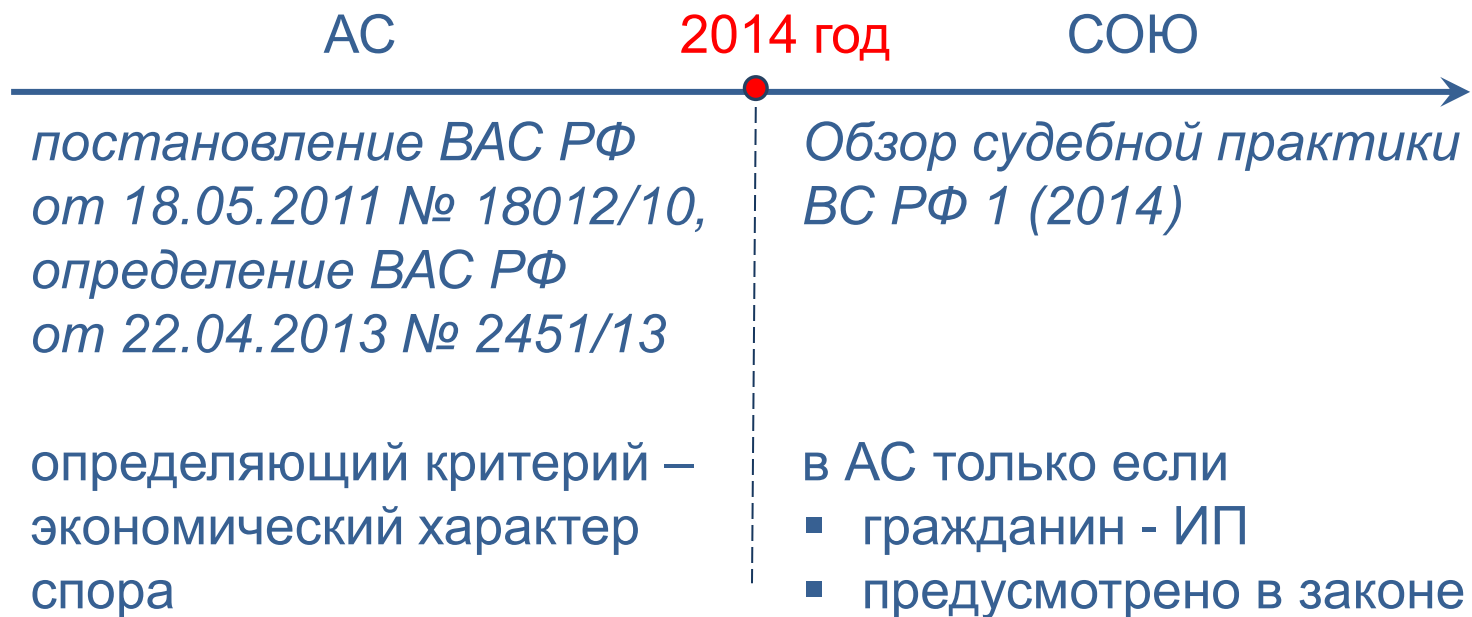 АС
2014 год
СОЮ
постановление ВАС РФ
от 18.05.2011 № 18012/10,
определение ВАС РФ
от 22.04.2013 № 2451/13
определяющий критерий –
экономический характер
спора
Обзор судебной практики
ВС РФ 1 (2014)
в АС только если
▪ гражданин - ИП
▪ предусмотрено в законе